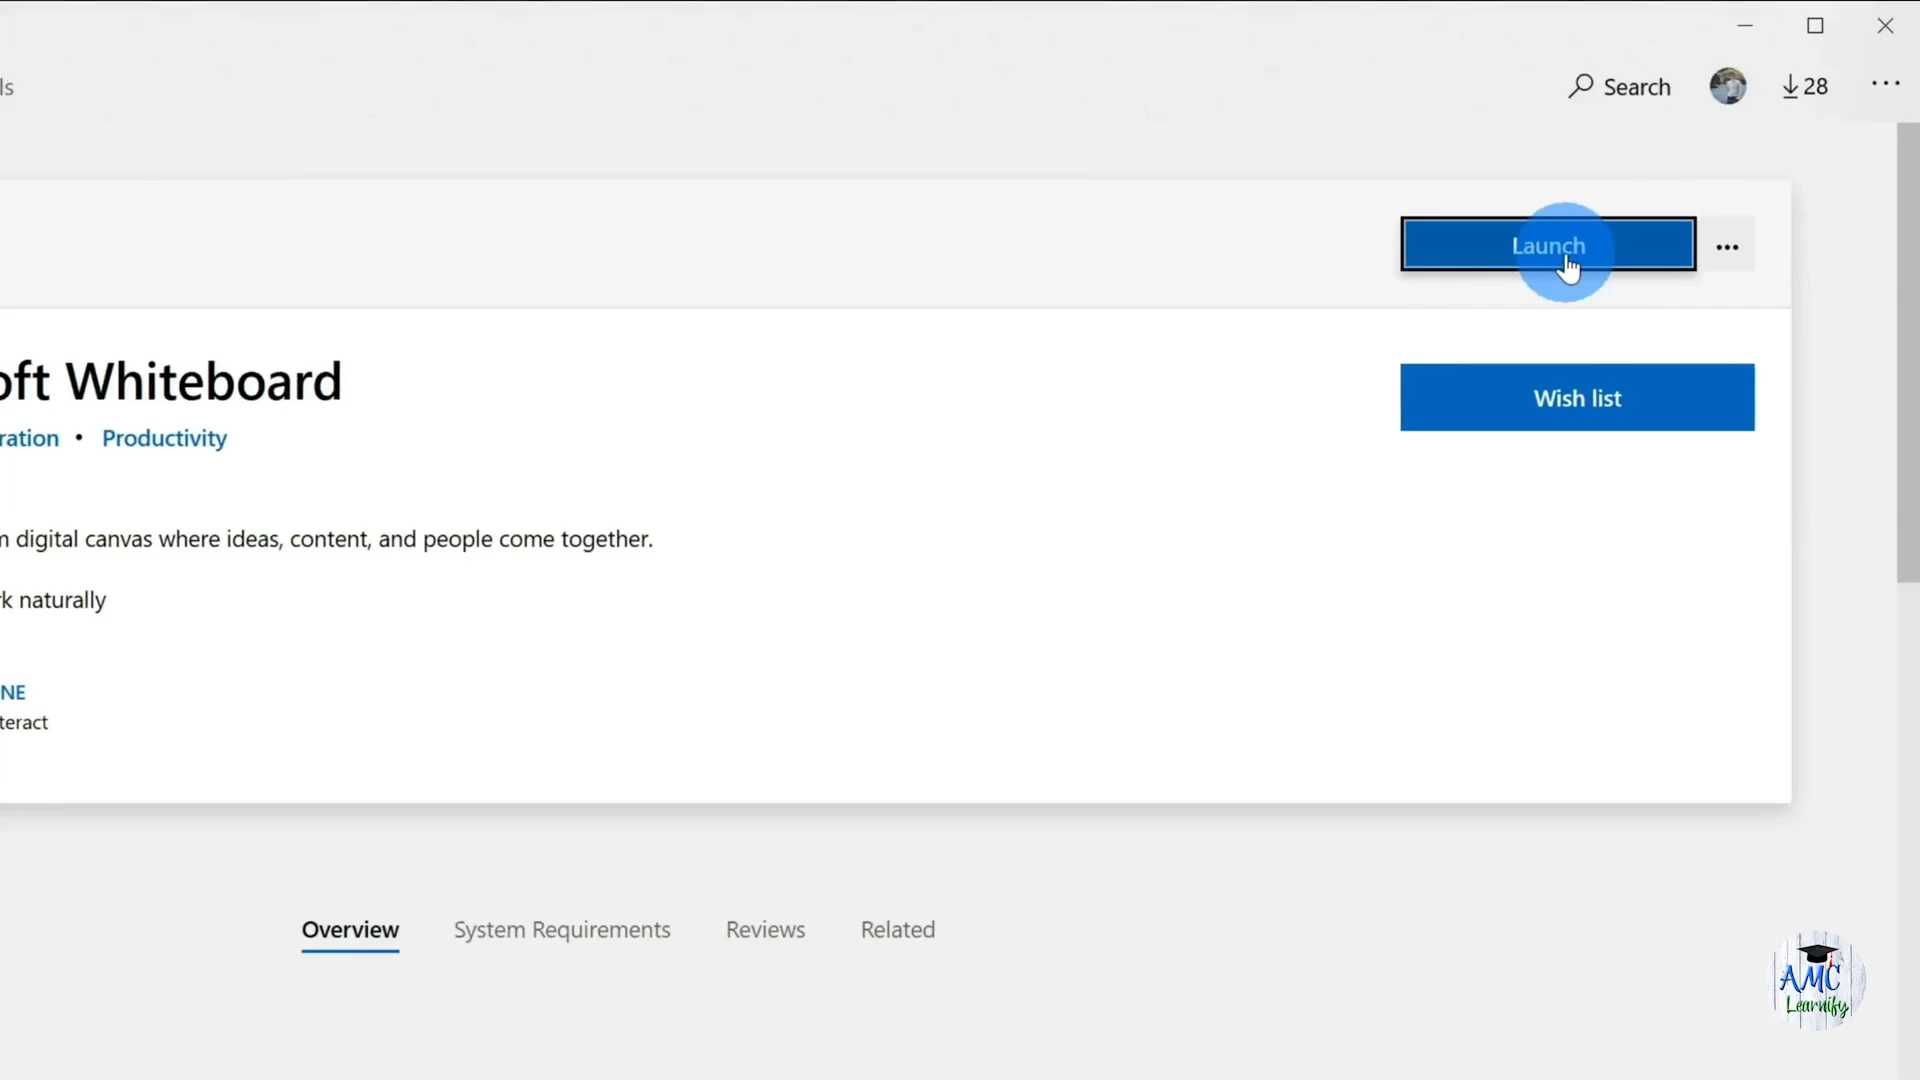 ls
Search
28
Launch
oft Whiteboard
Wish list
ration • Productivity
n digital canvas where ideas, content, and people come together.
k naturally
NE
teract
Overview
System Requirements
Reviews
Related
AMC
Learnify